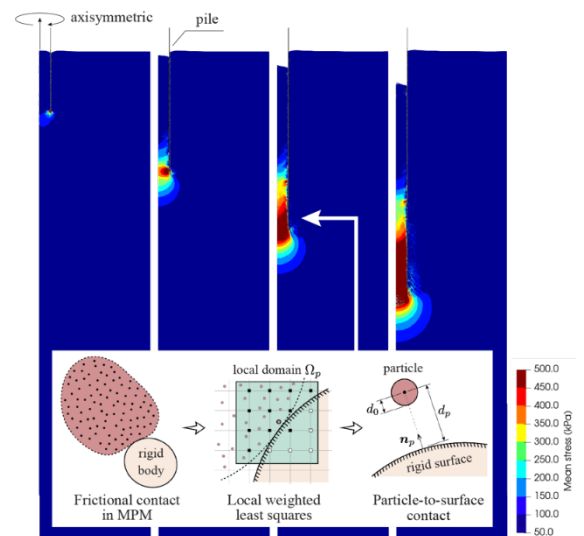 axisymmetric
pile
local domain Ωₚ
particle
d₀
dₚ
nₚ
rigid
body
rigid surface
Frictional contact
in MPM
Local weighted
least squares
Particle-to-surface
contact
500.0
450.0
400.0
350.0
300.0
250.0
200.0
150.0
100.0
50.0
Mean stress (kPa)